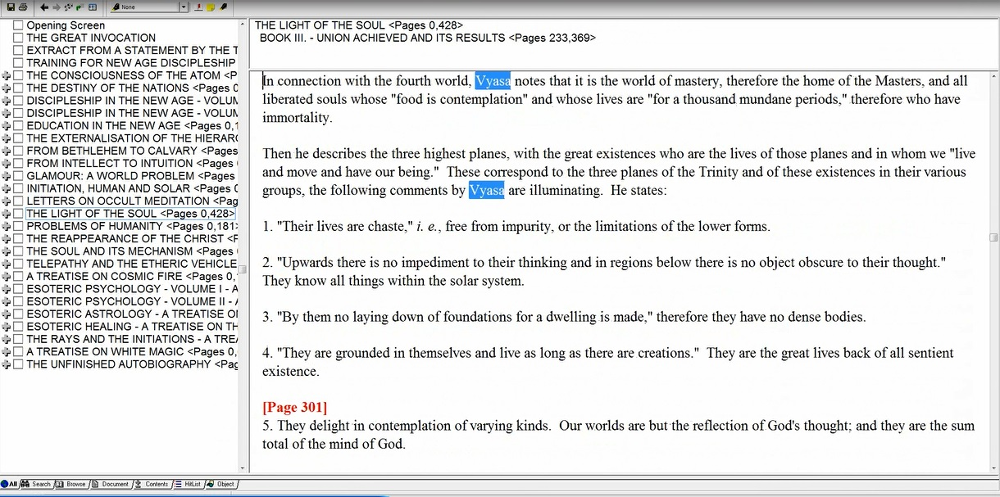 None
Opening Screen
THE GREAT INVOCATION
EXTRACT FROM A STATEMENT BY THE T
TRAINING FOR NEW AGE DISCIPLESHIP
THE CONSCIOUSNESS OF THE ATOM <P
THE DESTINY OF THE NATIONS <Pages 0
DISCIPLESHIP IN THE NEW AGE - VOLUM
DISCIPLESHIP IN THE NEW AGE - VOLUM
EDUCATION IN THE NEW AGE <Pages 0,1
THE EXTERNALISATION OF THE HIERARC
FROM BETHLEHEM TO CALVARY <Pages
FROM INTELLECT TO INTUITION <Pages 0
GLAMOUR: A WORLD PROBLEM <Pages
INITIATION, HUMAN AND SOLAR <Pages 0
LETTERS ON OCCULT MEDITATION <Pag
THE LIGHT OF THE SOUL <Pages 0,428>
PROBLEMS OF HUMANITY <Pages 0,181>
THE REAPPEARANCE OF THE CHRIST <P
THE SOUL AND ITS MECHANISM <Pages
TELEPATHY AND THE ETHERIC VEHICLE
A TREATISE ON COSMIC FIRE <Pages 0,
ESOTERIC PSYCHOLOGY - VOLUME I - A
ESOTERIC PSYCHOLOGY - VOLUME II - A
ESOTERIC ASTROLOGY - A TREATISE ON
ESOTERIC HEALING - A TREATISE ON TH
THE RAYS AND THE INITIATIONS - A TREA
A TREATISE ON WHITE MAGIC <Pages 0,
THE UNFINISHED AUTOBIOGRAPHY <Pag
THE LIGHT OF THE SOUL <Pages 0,428>
BOOK III. - UNION ACHIEVED AND ITS RESULTS <Pages 233,369>
In connection with the fourth world, Vyasa notes that it is the world of mastery, therefore the home of the Masters, and all
liberated souls whose "food is contemplation" and whose lives are "for a thousand mundane periods," therefore who have
immortality.
Then he describes the three highest planes, with the great existences who are the lives of those planes and in whom we "live
and move and have our being." These correspond to the three planes of the Trinity and of these existences in their various
groups, the following comments by Vyasa are illuminating. He states:
1. "Their lives are chaste," i. e., free from impurity, or the limitations of the lower forms.
2. "Upwards there is no impediment to their thinking and in regions below there is no object obscure to their thought."
They know all things within the solar system.
3. "By them no laying down of foundations for a dwelling is made," therefore they have no dense bodies.
4. "They are grounded in themselves and live as long as there are creations." They are the great lives back of all sentient
existence.
[Page 301]
5. They delight in contemplation of varying kinds. Our worlds are but the reflection of God's thought; and they are the sum
total of the mind of God.
All Search Browse Document Contents HitList Object